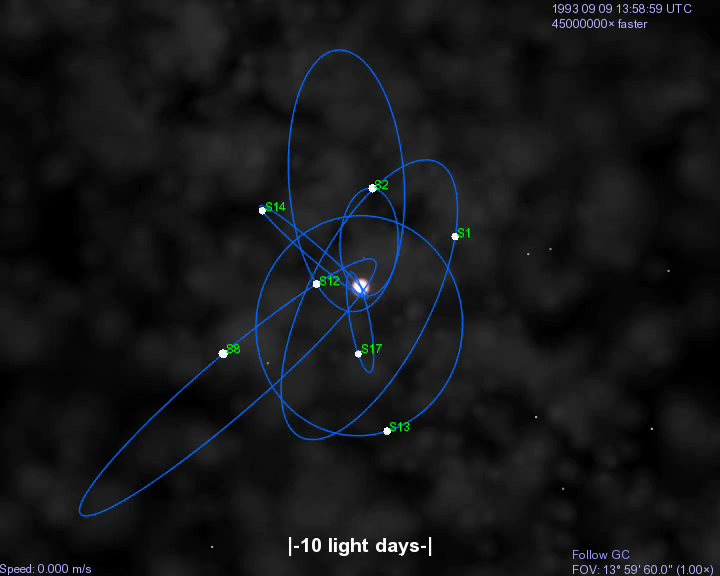 1993 09 09 13:58:59 UTC
45000000× faster
S2
S14
S1
S12
S8
S17
S13
|-10 light days-|
Follow GC
Speed: 0.000 m/s
FOV: 13° 59' 60.0" (1.00×)